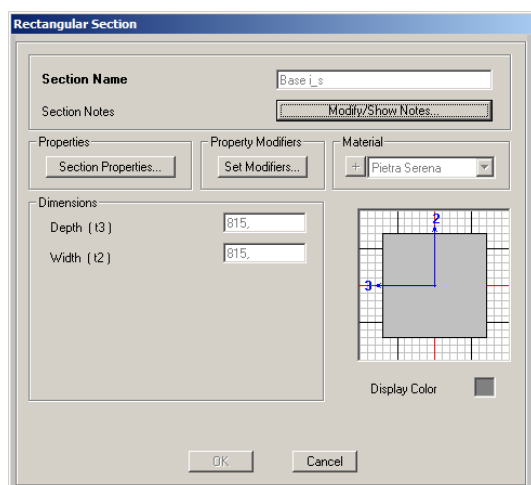 Rectangular Section
Section Name
Base i_s
Section Notes
Modify/Show Notes...
Properties
Section Properties...
Property Modifiers
Set Modifiers...
Material
+
Pietra Serena
Dimensions
Depth ( t3 )
815,
Width ( t2 )
815,
2
3
Display Color
OK
Cancel